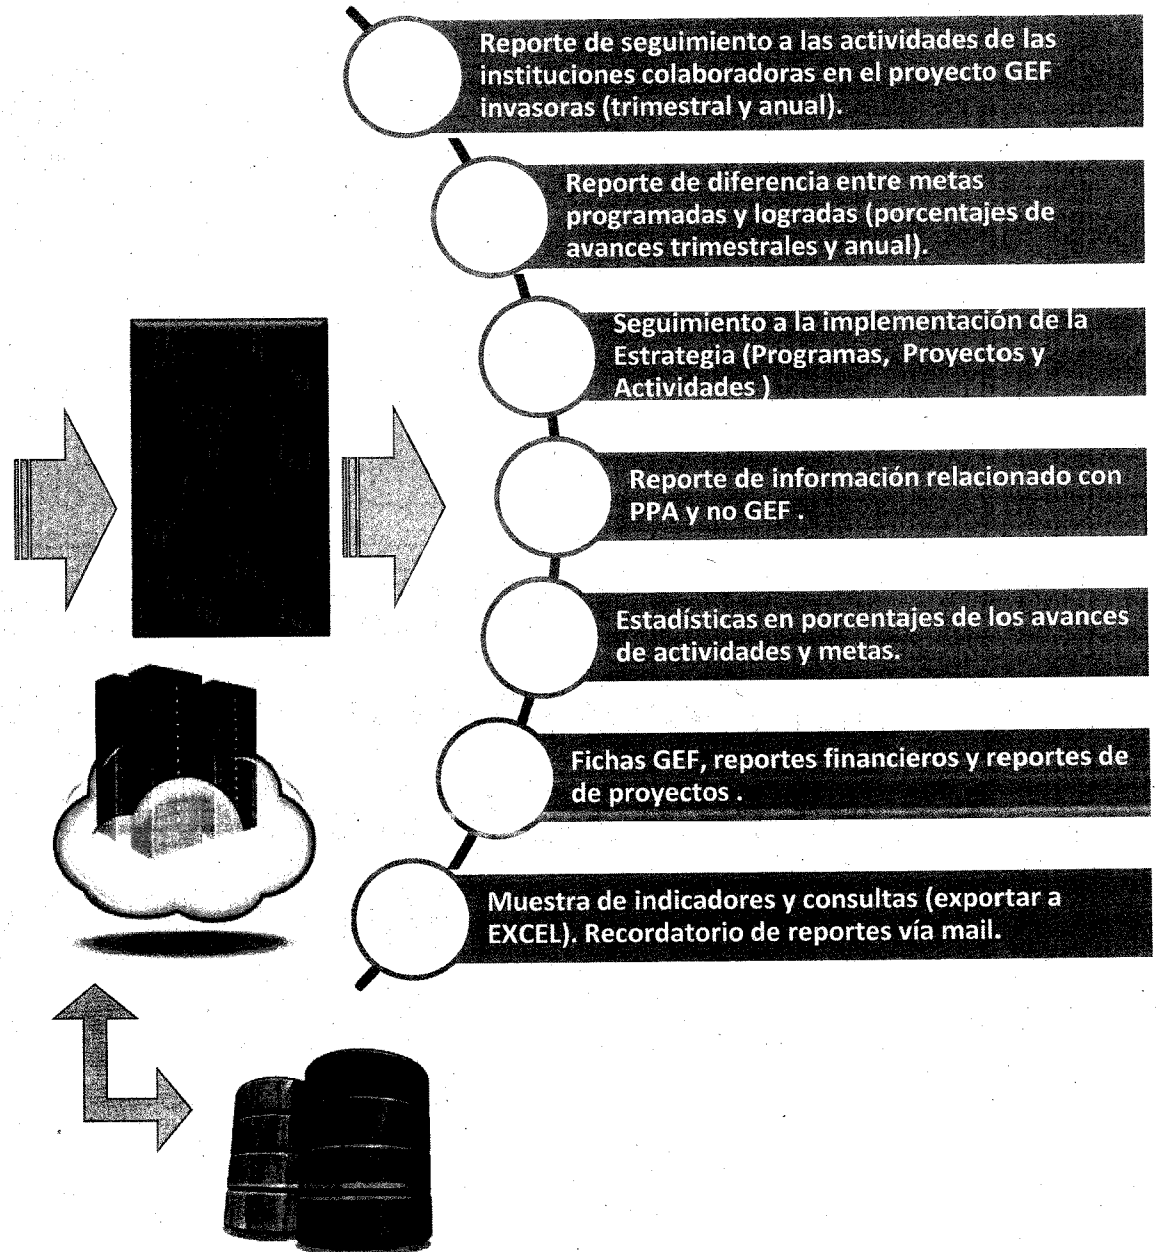 Reporte de seguimiento a las actividades de las
instituciones colaboradoras en el proyecto GEF
invasoras (trimestral y anual).
Reporte de diferencia entre metas
programadas y logradas (porcentajes de
avances trimestrales y anual).
Seguimiento a la implementación de la
Estrategia (Programas, Proyectos y
Actividades )
Reporte de información relacionado con
PPA y no GEF .
Estadísticas en porcentajes de los avances
de actividades y metas.
Fichas GEF, reportes financieros y reportes de
de proyectos .
Muestra de indicadores y consultas (exportar a
EXCEL). Recordatorio de reportes vía mail.